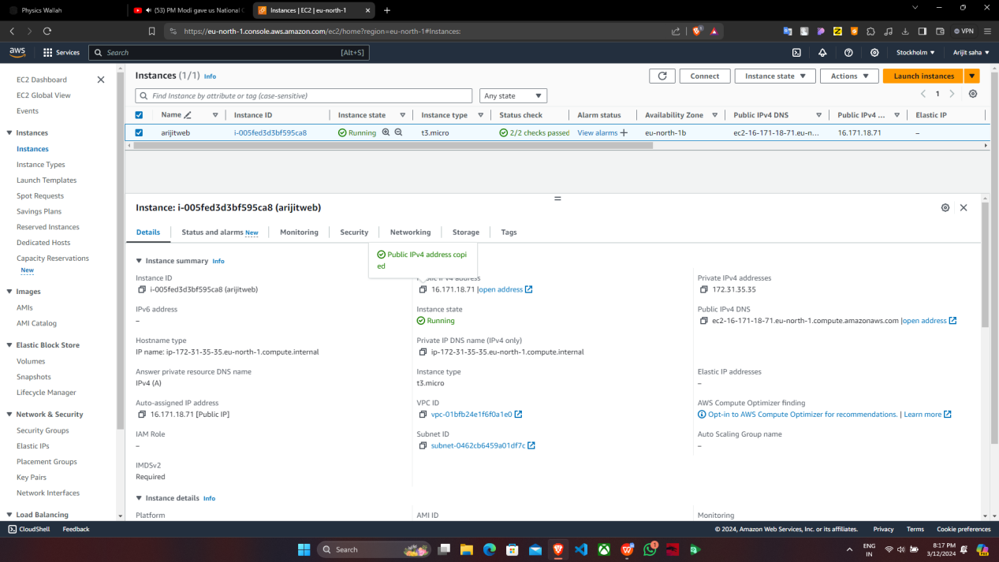 Physics Wallah
(53) PM Modi gave us National C
Instances | EC2 | eu-north-1
https://eu-north-1.console.aws.amazon.com/ec2/home?region=eu-north-1#Instances:
VPN
aws
Services
Search
[Alt+S]
Stockholm
Arijit saha
EC2 Dashboard
EC2 Global View
Events
Instances
Instances
Instance Types
Launch Templates
Spot Requests
Savings Plans
Reserved Instances
Dedicated Hosts
Capacity Reservations
New
Images
AMIs
AMI Catalog
Elastic Block Store
Volumes
Snapshots
Lifecycle Manager
Network & Security
Security Groups
Elastic IPs
Placement Groups
Key Pairs
Network Interfaces
Load Balancing
Instances (1/1) Info
Connect
Instance state
Actions
Launch instances
Find Instance by attribute or tag (case-sensitive)
Any state
1
Name Instance ID Instance state Instance type Status check Alarm status Availability Zone Public IPv4 DNS Public IPv4 ... Elastic IP
arijitweb i-005fed3d3bf595ca8 Running t3.micro 2/2 checks passed View alarms + eu-north-1b ec2-16-171-18-71.eu-n... 16.171.18.71 –
Instance: i-005fed3d3bf595ca8 (arijitweb)
Details Status and alarms New Monitoring Security Networking Storage Tags
Public IPv4 address copi
ed
Instance summary Info
Instance ID
i-005fed3d3bf595ca8 (arijitweb)
Public IPv4 address
16.171.18.71 |open address
Private IPv4 addresses
172.31.35.35
IPv6 address
–
Instance state
Running
Public IPv4 DNS
ec2-16-171-18-71.eu-north-1.compute.amazonaws.com |open address
Hostname type
IP name: ip-172-31-35-35.eu-north-1.compute.internal
Private IP DNS name (IPv4 only)
ip-172-31-35-35.eu-north-1.compute.internal
Answer private resource DNS name
IPv4 (A)
Instance type
t3.micro
Elastic IP addresses
–
Auto-assigned IP address
16.171.18.71 [Public IP]
VPC ID
vpc-01bfb24e1f6f0a1e0
AWS Compute Optimizer finding
Opt-in to AWS Compute Optimizer for recommendations. | Learn more
IAM Role
–
Subnet ID
subnet-0462cb6459a01df7c
Auto Scaling Group name
–
IMDSv2
Required
Instance details Info
Platform
AMI ID
Monitoring
CloudShell
Feedback
© 2024, Amazon Web Services, Inc. or its affiliates.
Privacy
Terms
Cookie preferences
Search
1
ENG
IN
8:17 PM
3/12/2024